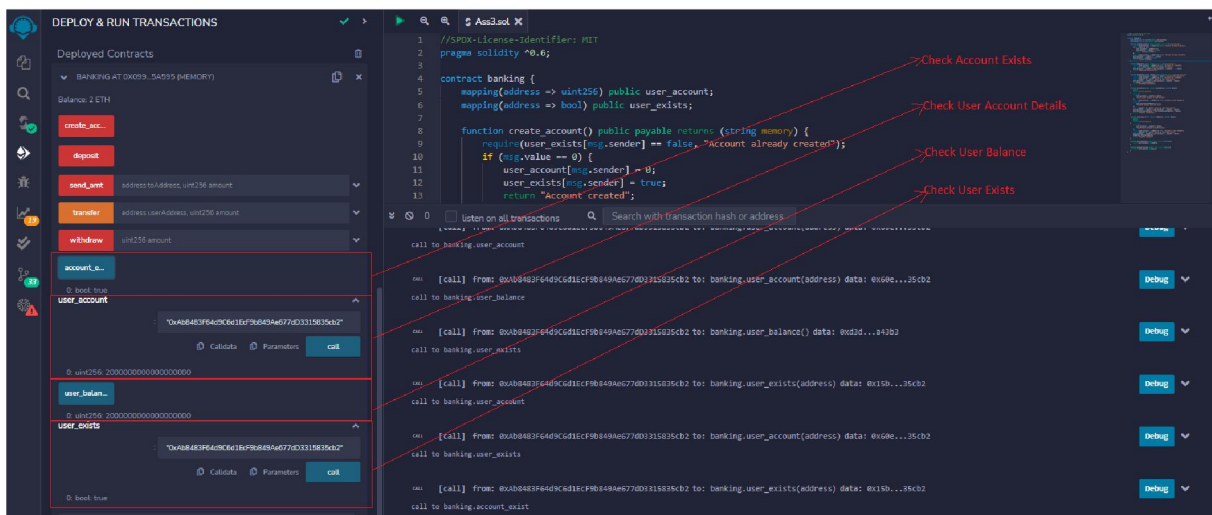 DEPLOY & RUN TRANSACTIONS
Deployed Contracts
BANKING AT 0X099...5A595 (MEMORY)
Balance: 2 ETH
create_acc...
deposit
send_amt address toAddress, uint256 amount
transfer address userAddress, uint256 amount
withdraw uint256 amount
account_e...
0: bool: true
user_account
"0xAb8483F64d9C6d1EcF9b849Ae677dD3315835cb2"
Calldata Parameters call
0: uint256: 2000000000000000000
user_balan...
0: uint256: 2000000000000000000
user_exists
"0xAb8483F64d9C6d1EcF9b849Ae677dD3315835cb2"
Calldata Parameters call
0: bool: true
19
33
Ass3.sol
1 //SPDX-License-Identifier: MIT
2 pragma solidity ^0.6;
3
4 contract banking {
5 mapping(address => uint256) public user_account;
6 mapping(address => bool) public user_exists;
7
8 function create_account() public payable returns (string memory) {
9 require(user_exists[msg.sender] == false, "Account already created");
10 if (msg.value == 0) {
11 user_account[msg.sender] = 0;
12 user_exists[msg.sender] = true;
13 return "Account created";
Check Account Exists
Check User Account Details
Check User Balance
Check User Exists
0 listen on all transactions Search with transaction hash or address
Debug
call to banking.user_account
CALL [call] from: 0xAb8483F64d9C6d1EcF9b849Ae677dD3315835cb2 to: banking.user_account(address) data: 0x60e...35cb2 Debug
call to banking.user_balance
CALL [call] from: 0xAb8483F64d9C6d1EcF9b849Ae677dD3315835cb2 to: banking.user_balance() data: 0xd3d...a43b3 Debug
call to banking.user_exists
CALL [call] from: 0xAb8483F64d9C6d1EcF9b849Ae677dD3315835cb2 to: banking.user_exists(address) data: 0x15b...35cb2 Debug
call to banking.user_account
CALL [call] from: 0xAb8483F64d9C6d1EcF9b849Ae677dD3315835cb2 to: banking.user_account(address) data: 0x60e...35cb2 Debug
call to banking.user_exists
CALL [call] from: 0xAb8483F64d9C6d1EcF9b849Ae677dD3315835cb2 to: banking.user_exists(address) data: 0x15b...35cb2 Debug
call to banking.account_exist